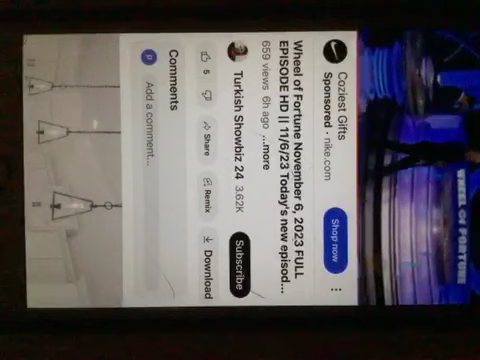 WHEEL OF FORTUNE
Coziest Gifts
Sponsored · nike.com
Shop now
Wheel of Fortune November 6, 2023 FULL
EPISODE HD || 11/6/23 Today's new episod...
659 views 6h ago ...more
Turkish Showbiz 24 3.62K
Subscribe
5
Share
Remix
Download
Comments
P
Add a comment...